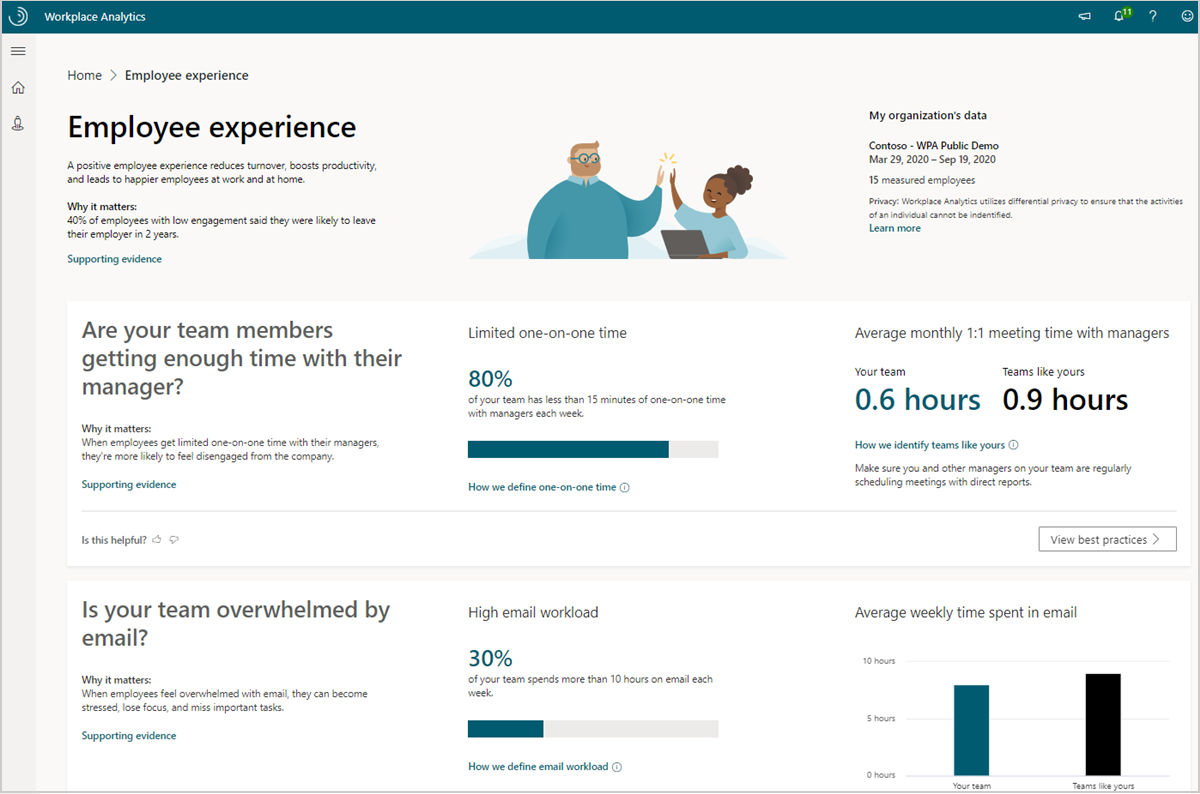 Workplace Analytics
11
?
Home > Employee experience
Employee experience
A positive employee experience reduces turnover, boosts productivity,
and leads to happier employees at work and at home.
Why it matters:
40% of employees with low engagement said they were likely to leave
their employer in 2 years.
Supporting evidence
My organization's data
Contoso - WPA Public Demo
Mar 29, 2020 – Sep 19, 2020
15 measured employees
Privacy: Workplace Analytics utilizes differential privacy to ensure that the activities
of an individual cannot be indentified.
Learn more
Are your team members
getting enough time with their
manager?
Why it matters:
When employees get limited one-on-one time with their managers,
they're more likely to feel disengaged from the company.
Supporting evidence
Limited one-on-one time
80%
of your team has less than 15 minutes of one-on-one time
with managers each week.
How we define one-on-one time
Average monthly 1:1 meeting time with managers
Your team Teams like yours
0.6 hours 0.9 hours
How we identify teams like yours
Make sure you and other managers on your team are regularly
scheduling meetings with direct reports.
Is this helpful?
View best practices >
Is your team overwhelmed by
email?
Why it matters:
When employees feel overwhelmed with email, they can become
stressed, lose focus, and miss important tasks.
Supporting evidence
High email workload
30%
of your team spends more than 10 hours on email each
week.
How we define email workload
Average weekly time spent in email
10 hours
5 hours
0 hours
Your team Teams like yours